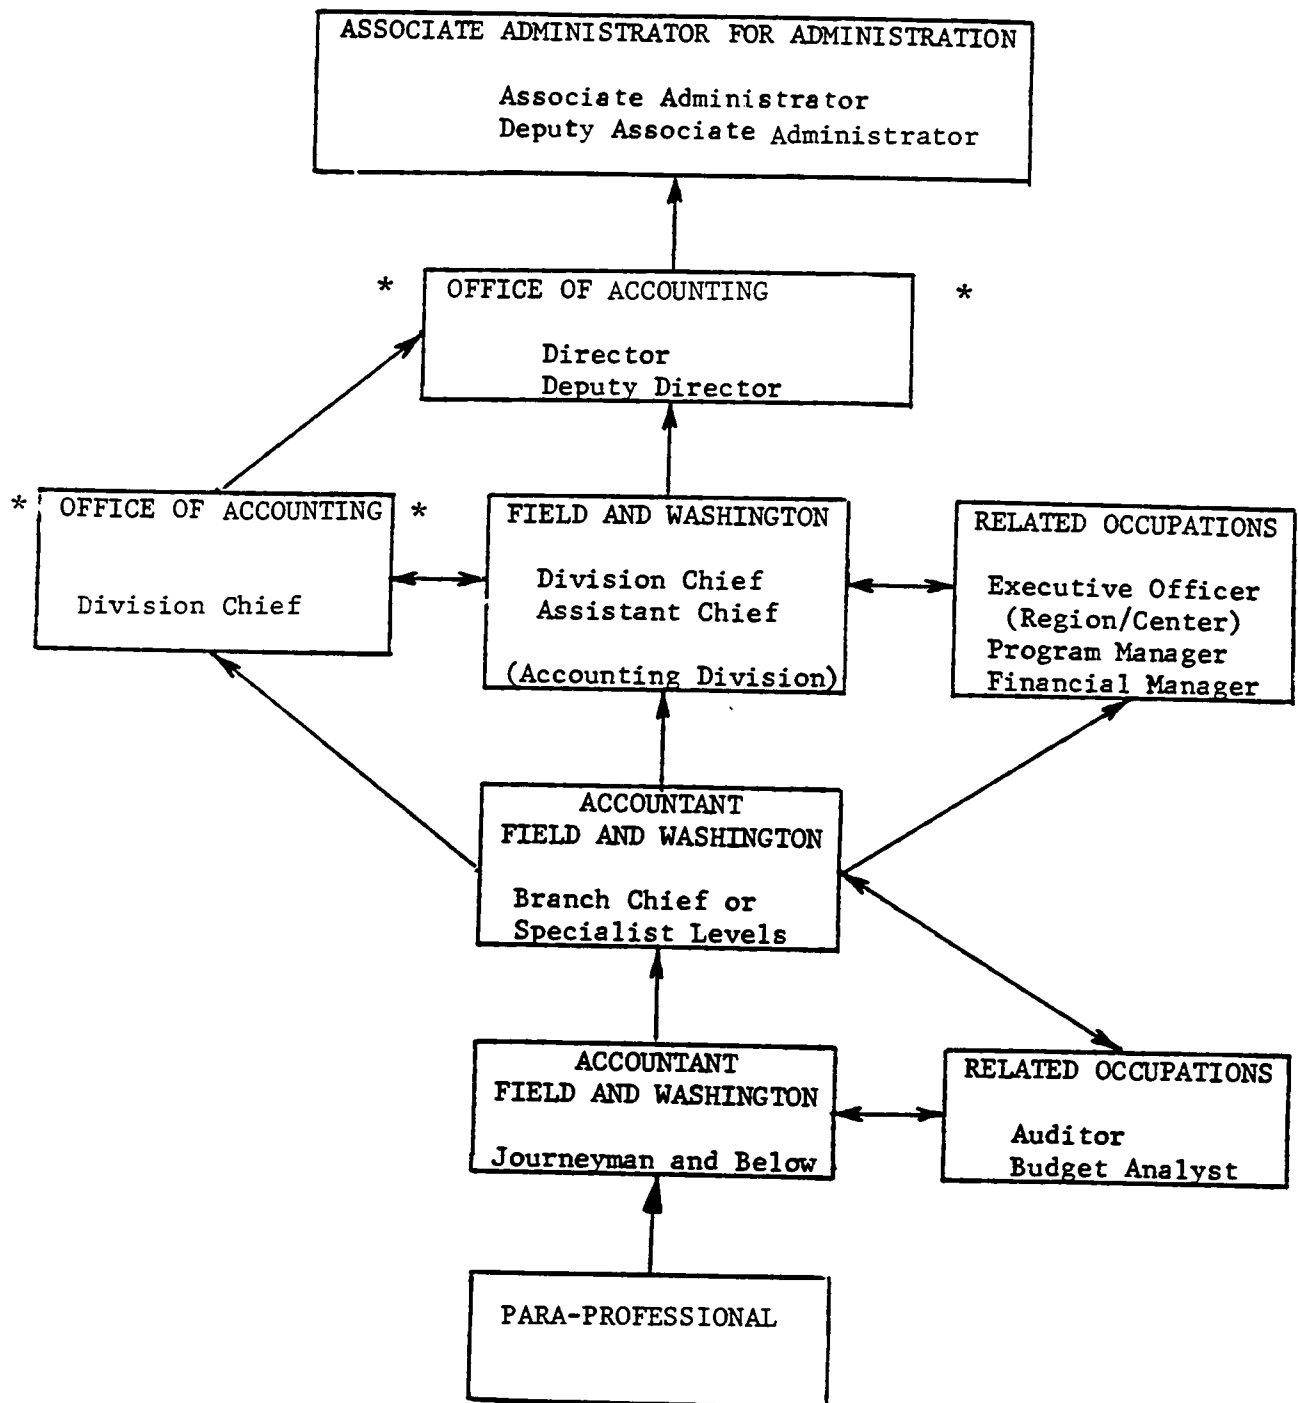 ASSOCIATE ADMINISTRATOR FOR ADMINISTRATION
Associate Administrator
Deputy Associate Administrator
* OFFICE OF ACCOUNTING *
Director
Deputy Director
* OFFICE OF ACCOUNTING *
Division Chief
FIELD AND WASHINGTON
Division Chief
Assistant Chief
(Accounting Division)
RELATED OCCUPATIONS
Executive Officer
(Region/Center)
Program Manager
Financial Manager
ACCOUNTANT
FIELD AND WASHINGTON
Branch Chief or
Specialist Levels
ACCOUNTANT
FIELD AND WASHINGTON
Journeyman and Below
RELATED OCCUPATIONS
Auditor
Budget Analyst
PARA-PROFESSIONAL